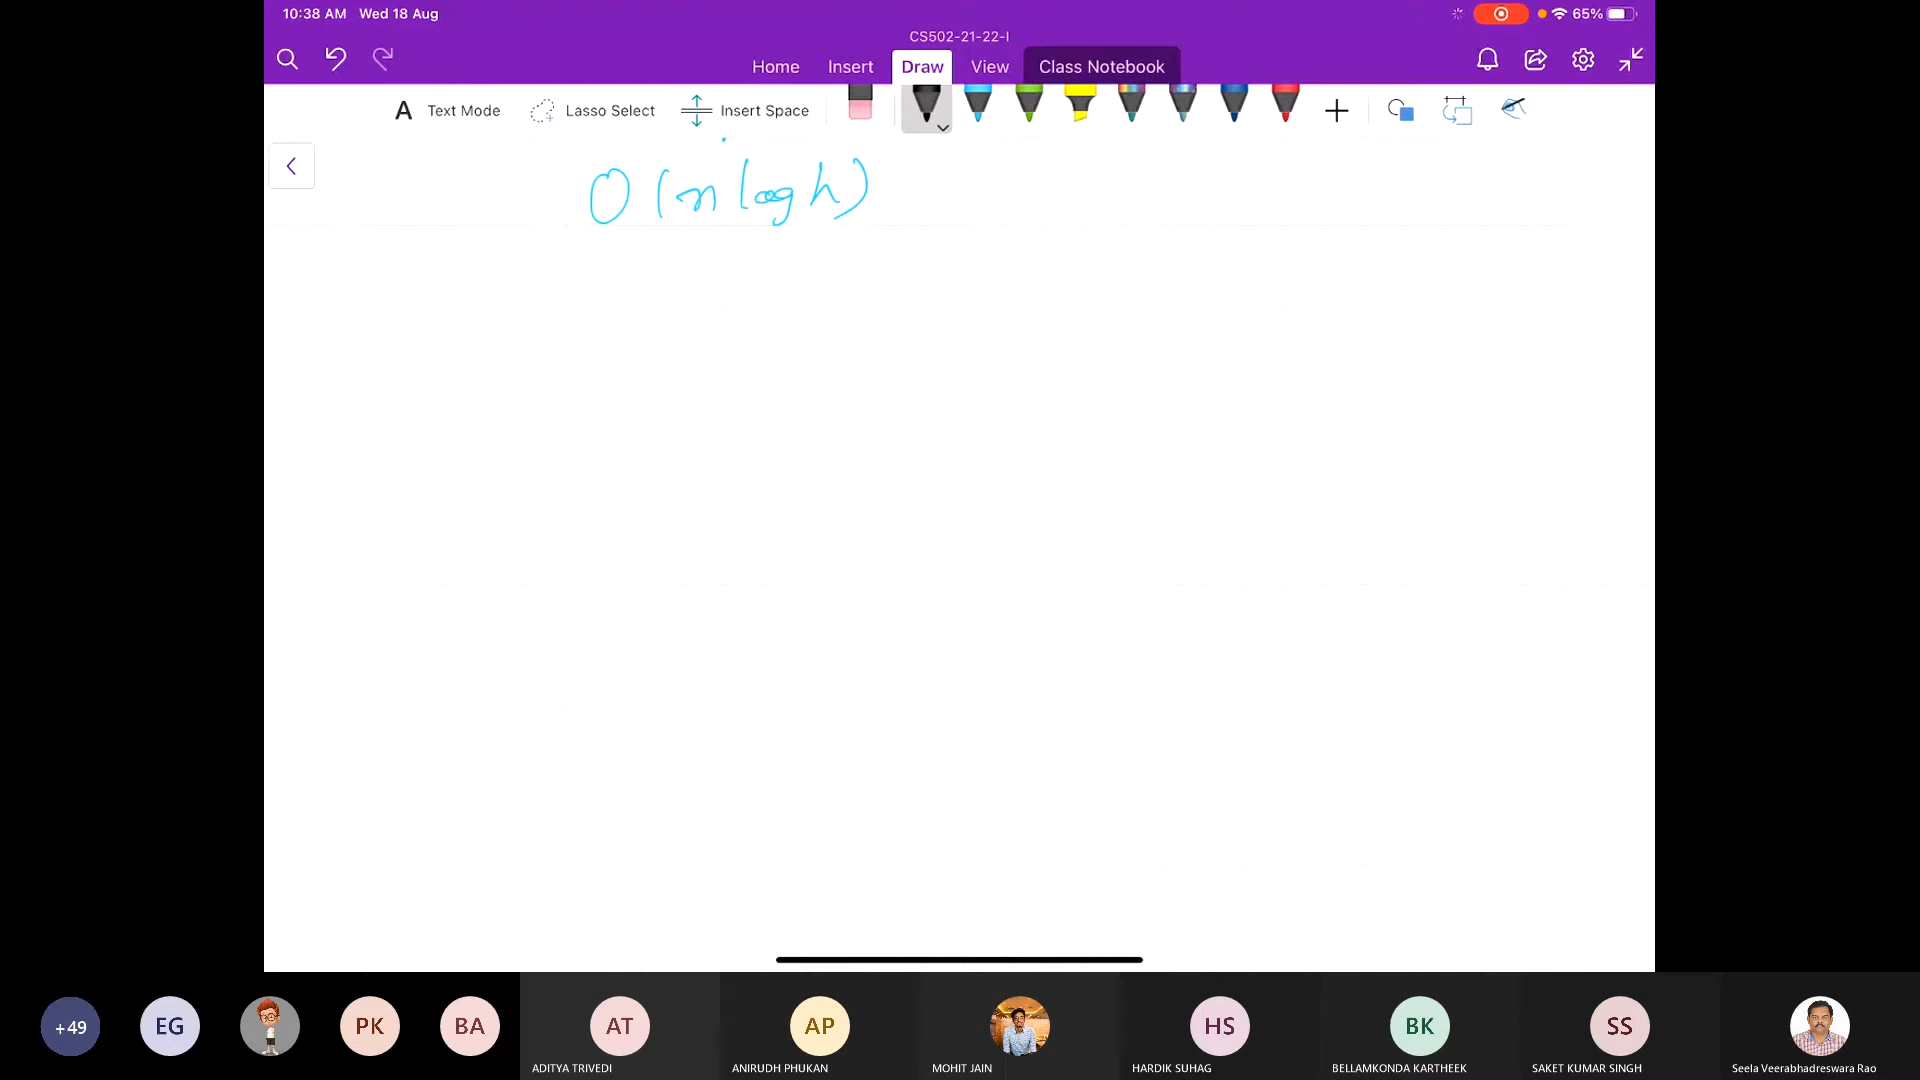 10:38 AM Wed 18 Aug
65%
CS502-21-22-I
Home Insert Draw View Class Notebook
A Text Mode Lasso Select Insert Space
O(n log h)
+49 EG PK BA AT AP HS BK SS
ADITYA TRIVEDI ANIRUDH PHUKAN MOHIT JAIN HARDIK SUHAG BELLAMKONDA KARTHEEK SAKET KUMAR SINGH Seela Veerabhadreswara Rao